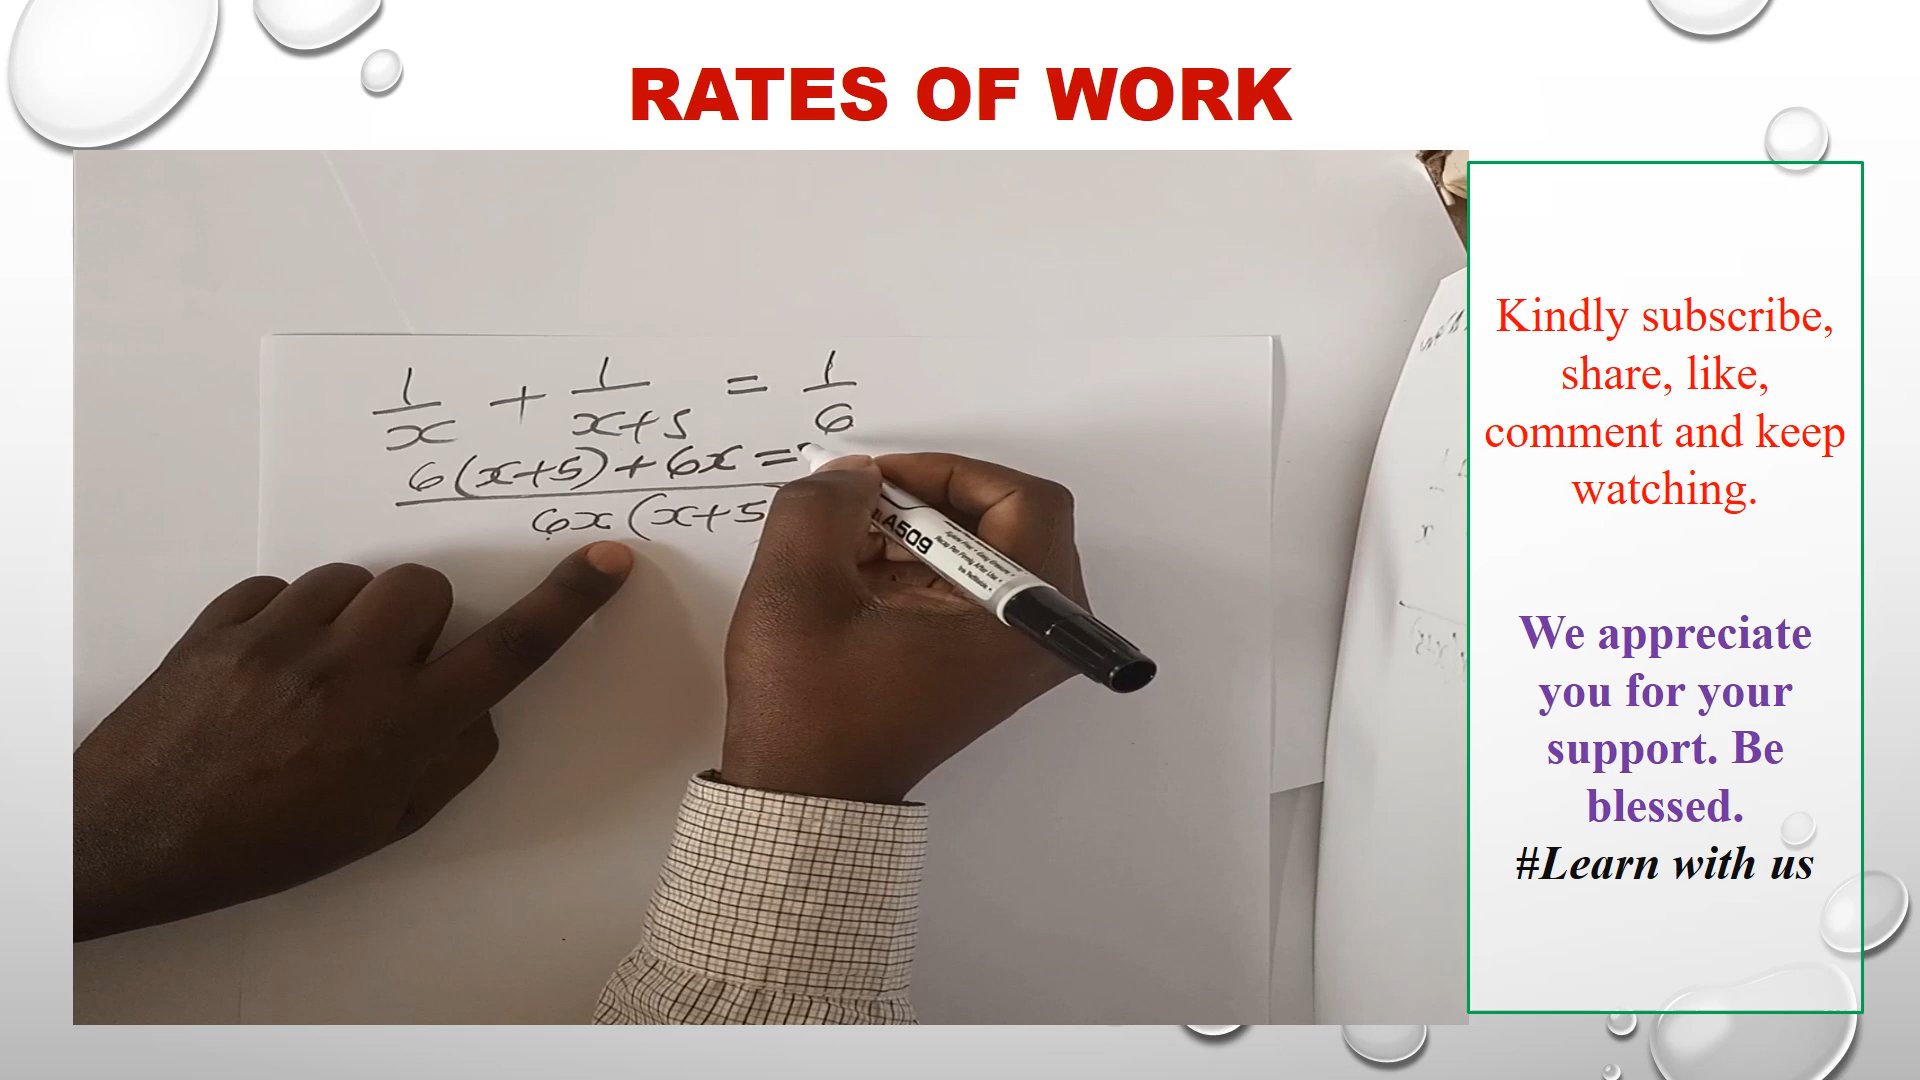 RATES OF WORK
1/x + 1/x+5 = 1/6
6(x+5)+6x=
6x(x+5
A509
Kindly subscribe,
share, like,
comment and keep
watching.
We appreciate
you for your
support. Be
blessed.
#Learn with us